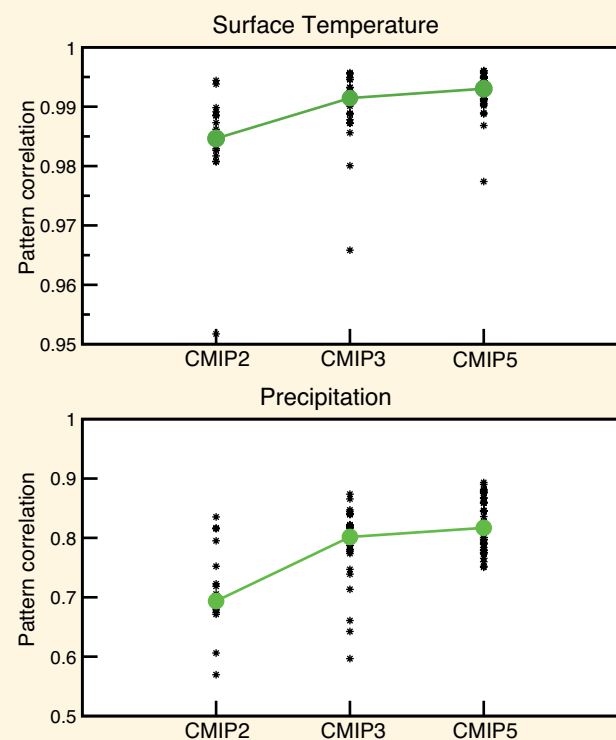 Surface Temperature
1
0.99
0.98
0.97
0.96
0.95
Pattern correlation
CMIP2 CMIP3 CMIP5
Precipitation
1
0.9
0.8
0.7
0.6
0.5
Pattern correlation
CMIP2 CMIP3 CMIP5